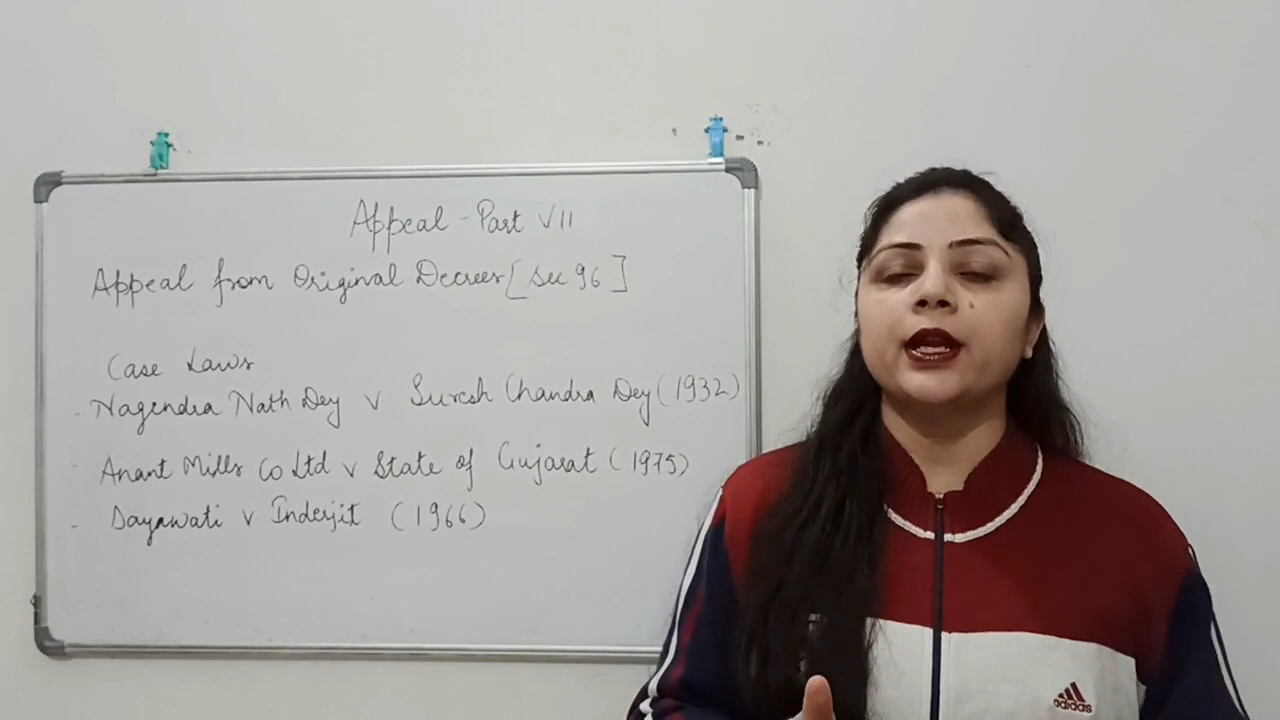 Appeal - Part VII
Appeal from Original Decrees [Sec 96]
Case Laws
- Nagendra Nath Dey v Suresh Chandra Dey (1932)
- Anant Mills Co Ltd v State of Gujarat (1975)
- Dayawati v Inderjit (1966)
adidas